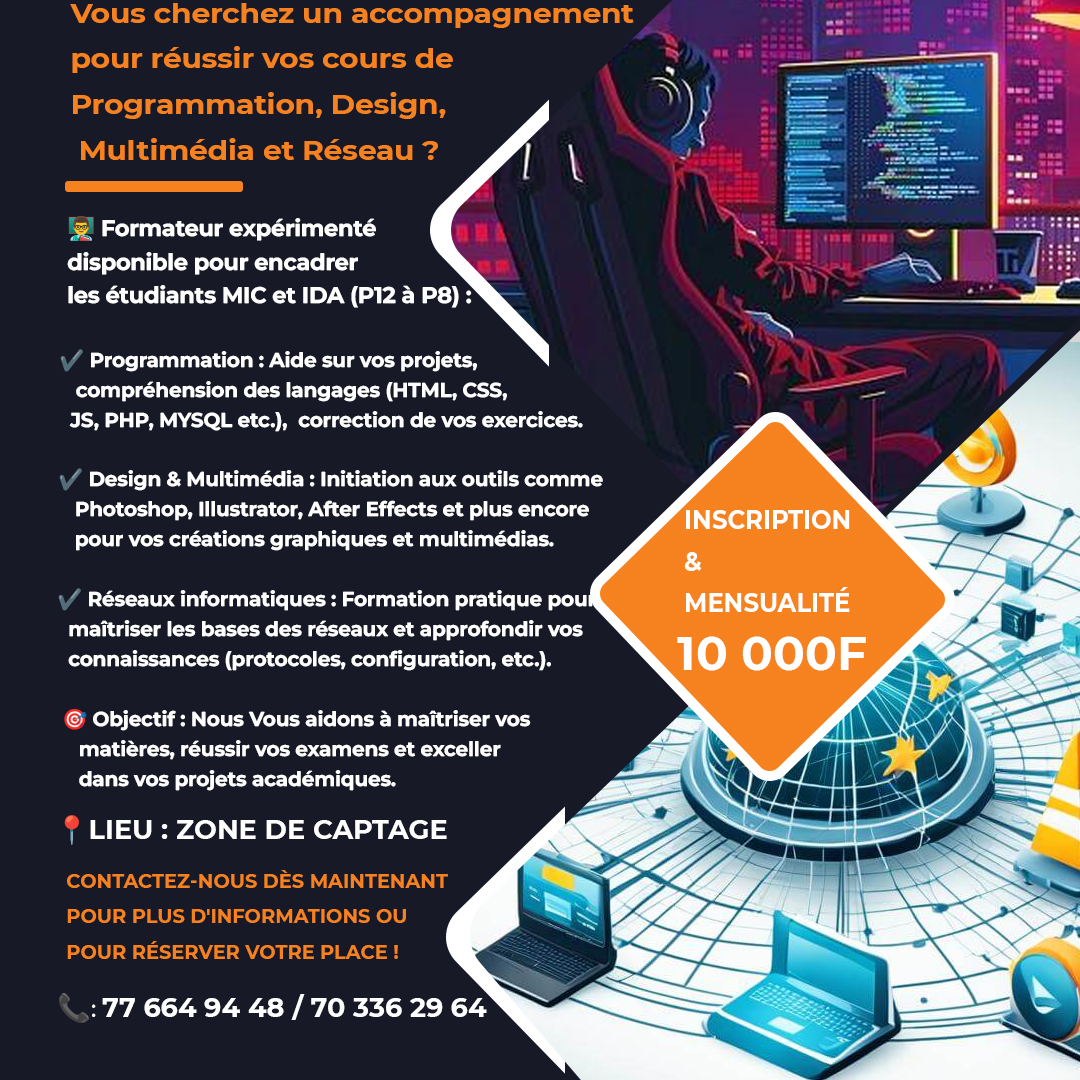 Vous cherchez un accompagnement
pour réussir vos cours de
Programmation, Design,
Multimédia et Réseau ?
👨‍🏫 Formateur expérimenté
disponible pour encadrer
les étudiants MIC et IDA (P12 à P8) :
✔️ Programmation : Aide sur vos projets,
compréhension des langages (HTML, CSS,
JS, PHP, MYSQL etc.), correction de vos exercices.
✔️ Design & Multimédia : Initiation aux outils comme
Photoshop, Illustrator, After Effects et plus encore
pour vos créations graphiques et multimédias.
✔️ Réseaux informatiques : Formation pratique pour
maîtriser les bases des réseaux et approfondir vos
connaissances (protocoles, configuration, etc.).
🎯 Objectif : Nous Vous aidons à maîtriser vos
matières, réussir vos examens et exceller
dans vos projets académiques.
📍LIEU : ZONE DE CAPTAGE
CONTACTEZ-NOUS DÈS MAINTENANT
POUR PLUS D'INFORMATIONS OU
POUR RÉSERVER VOTRE PLACE !
📞: 77 664 94 48 / 70 336 29 64
INSCRIPTION
&
MENSUALITÉ
10 000F